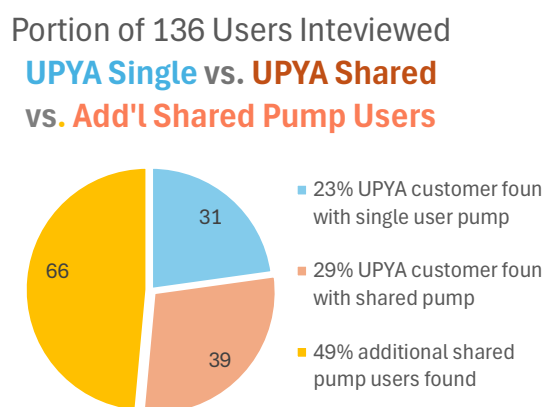 Portion of 136 Users Inteviewed
UPYA Single vs. UPYA Shared
vs. Add'l Shared Pump Users
31
23% UPYA customer foun
with single user pump
66
29% UPYA customer foun
with shared pump
39
49% additional shared
pump users found